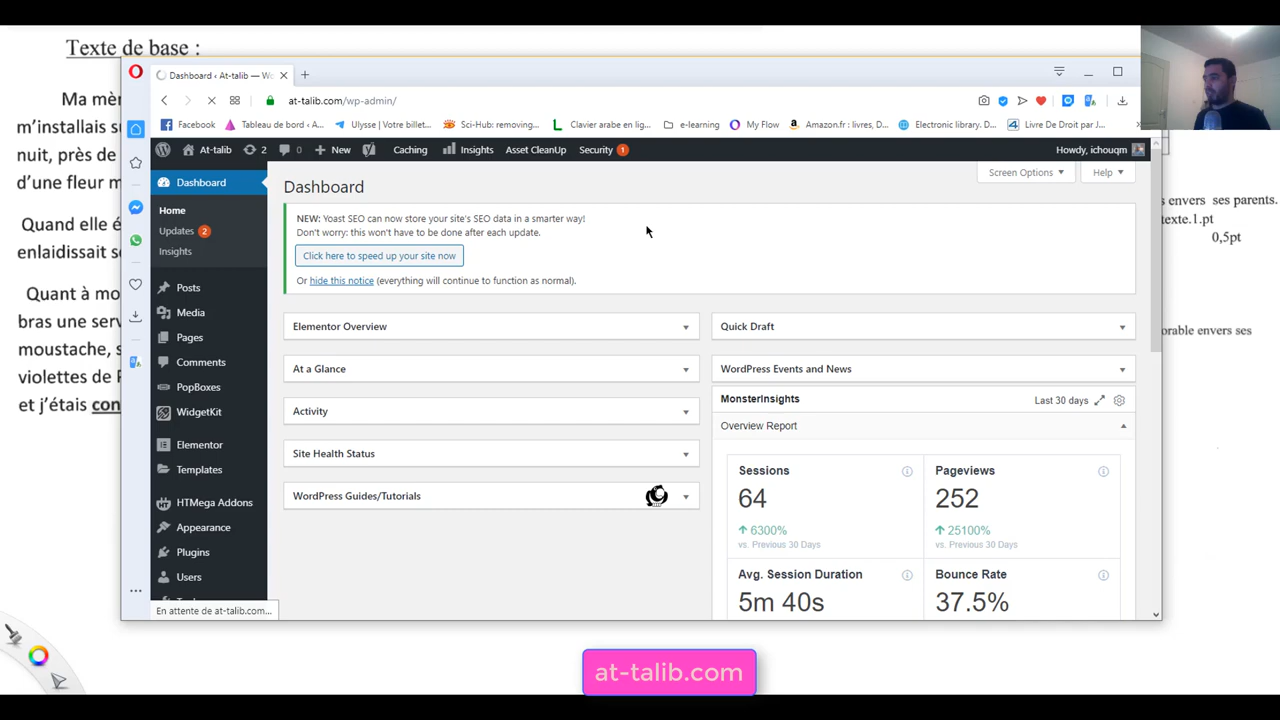 Texte de base :
Ma mèr
m'installais su
nuit, près de
d'une fleur m
Quand elle é
enlaidissait s
Quant à mo
bras une serv
moustache, s
violettes de P
et j'étais con
Dashboard ‹ At-talib — Wo
at-talib.com/wp-admin/
Facebook
Tableau de bord ‹ A...
Ulysse | Votre billet...
Sci-Hub: removing...
Clavier arabe en lig...
e-learning
My Flow
Amazon.fr : livres, D...
Electronic library. D...
Livre De Droit par J...
At-talib
2
0
New
Caching
Insights
Asset CleanUp
Security 1
Howdy, ichouqm
Dashboard
Home
Updates 2
Insights
Posts
Media
Pages
Comments
PopBoxes
WidgetKit
Elementor
Templates
HTMega Addons
Appearance
Plugins
Users
En attente de at-talib.com...
Screen Options
Help
Dashboard
NEW: Yoast SEO can now store your site's SEO data in a smarter way!
Don't worry: this won't have to be done after each update.
Click here to speed up your site now
Or hide this notice (everything will continue to function as normal).
Elementor Overview
At a Glance
Activity
Site Health Status
WordPress Guides/Tutorials
Quick Draft
WordPress Events and News
MonsterInsights
Last 30 days
Overview Report
Sessions
64
6300%
vs. Previous 30 Days
Pageviews
252
25100%
vs. Previous 30 Days
Avg. Session Duration
5m 40s
Bounce Rate
37.5%
s envers ses parents.
texte.1.pt
0,5pt
orable envers ses
at-talib.com